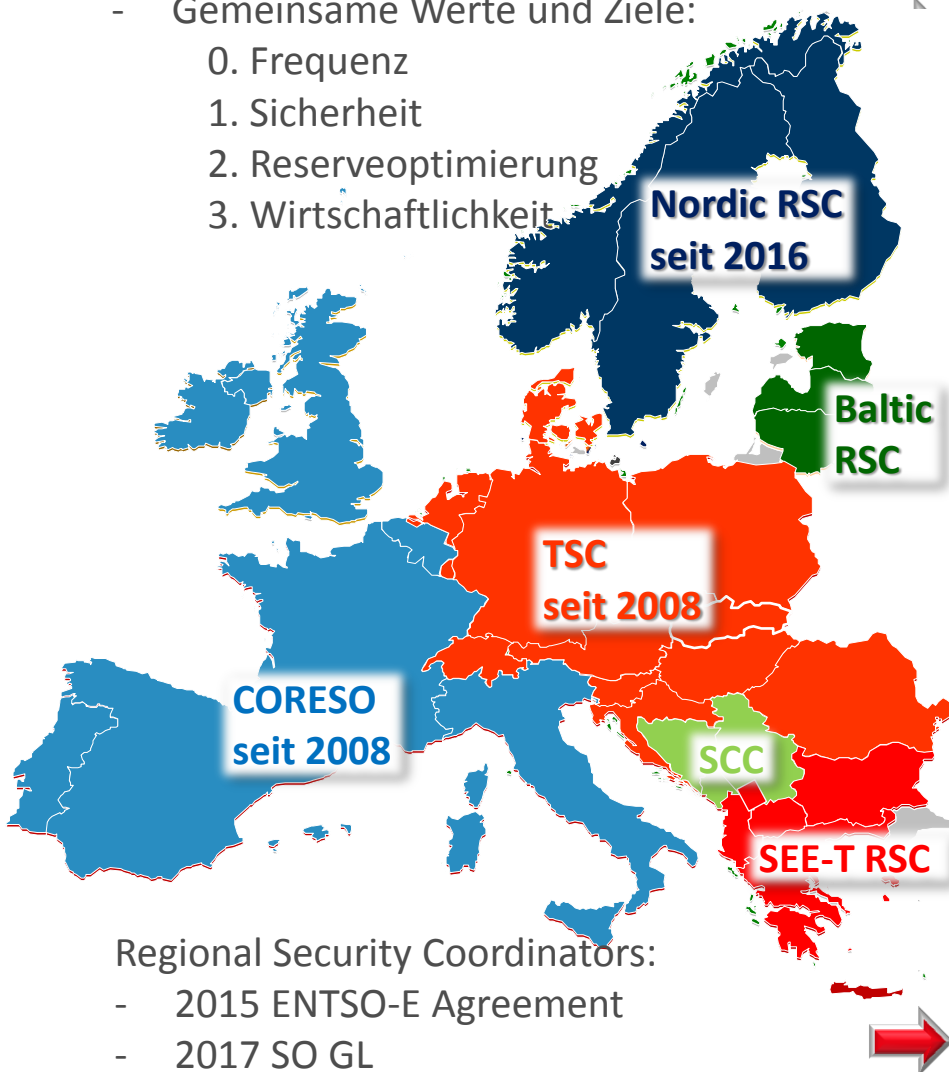 - Gemeinsame Werte und Ziele:
0. Frequenz
1. Sicherheit
2. Reserveoptimierung
3. Wirtschaftlichkeit
Nordic RSC
seit 2016
Baltic
RSC
TSC
seit 2008
CORESO
seit 2008
SCC
SEE-T RSC
Regional Security Coordinators:
- 2015 ENTSO-E Agreement
- 2017 SO GL